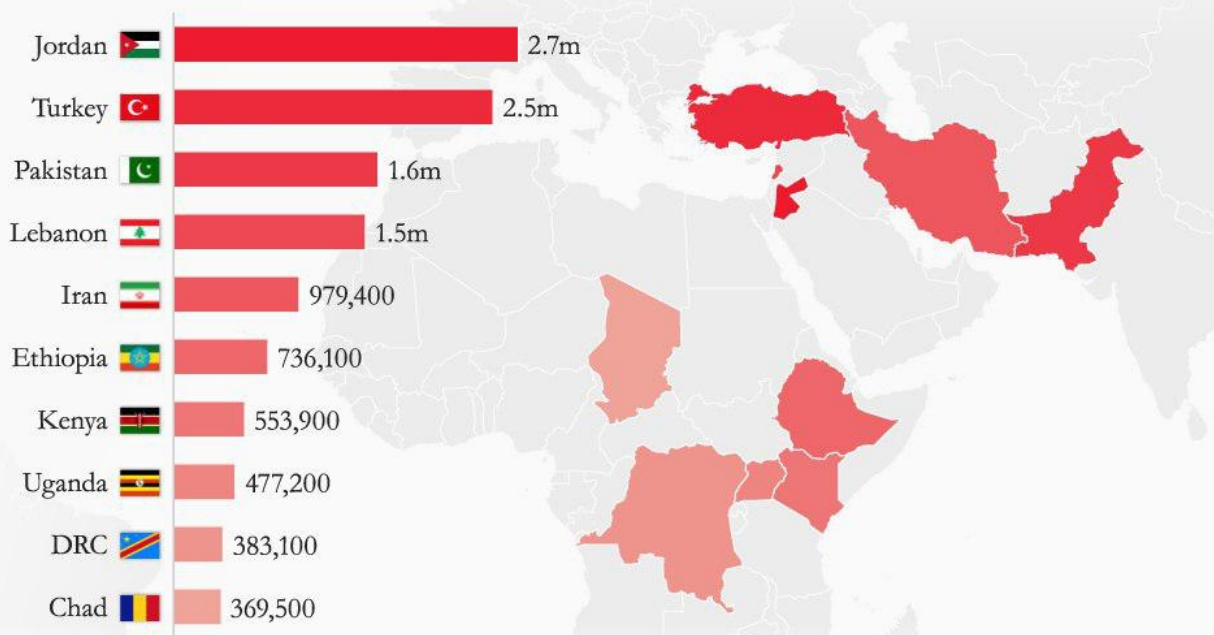 Jordan 2.7m
Turkey 2.5m
Pakistan 1.6m
Lebanon 1.5m
Iran 979,400
Ethiopia 736,100
Kenya 553,900
Uganda 477,200
DRC 383,100
Chad 369,500